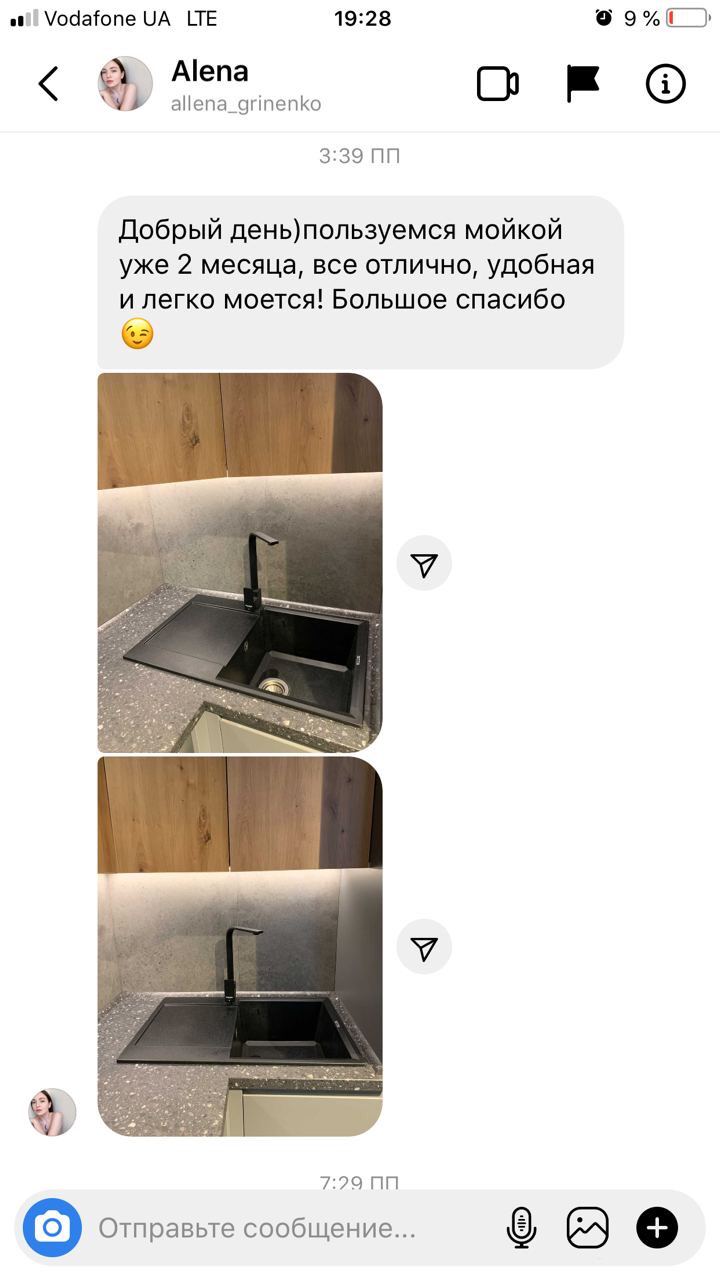 Vodafone UA LTE 19:28 9 %
Alena
allena_grinenko
3:39 ПП
Добрый день)пользуемся мойкой
уже 2 месяца, все отлично, удобная
и легко моется! Большое спасибо
😉
7:29 ПП
Отправьте сообщение...